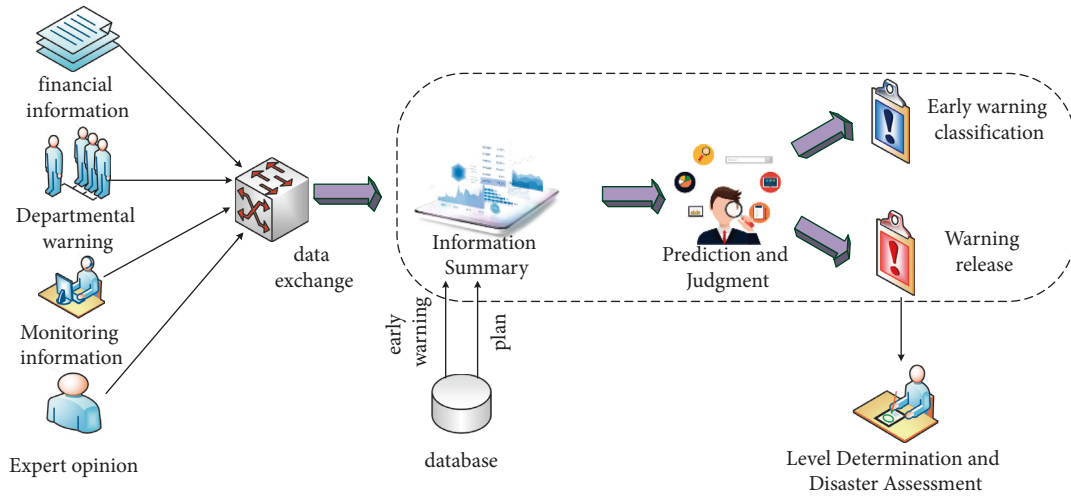 financial
information
Departmental
warning
Monitoring
information
Expert opinion
data
exchange
Information
Summary
early
warning
plan
database
Prediction and
Judgment
Early warning
classification
Warning
release
Level Determination and
Disaster Assessment